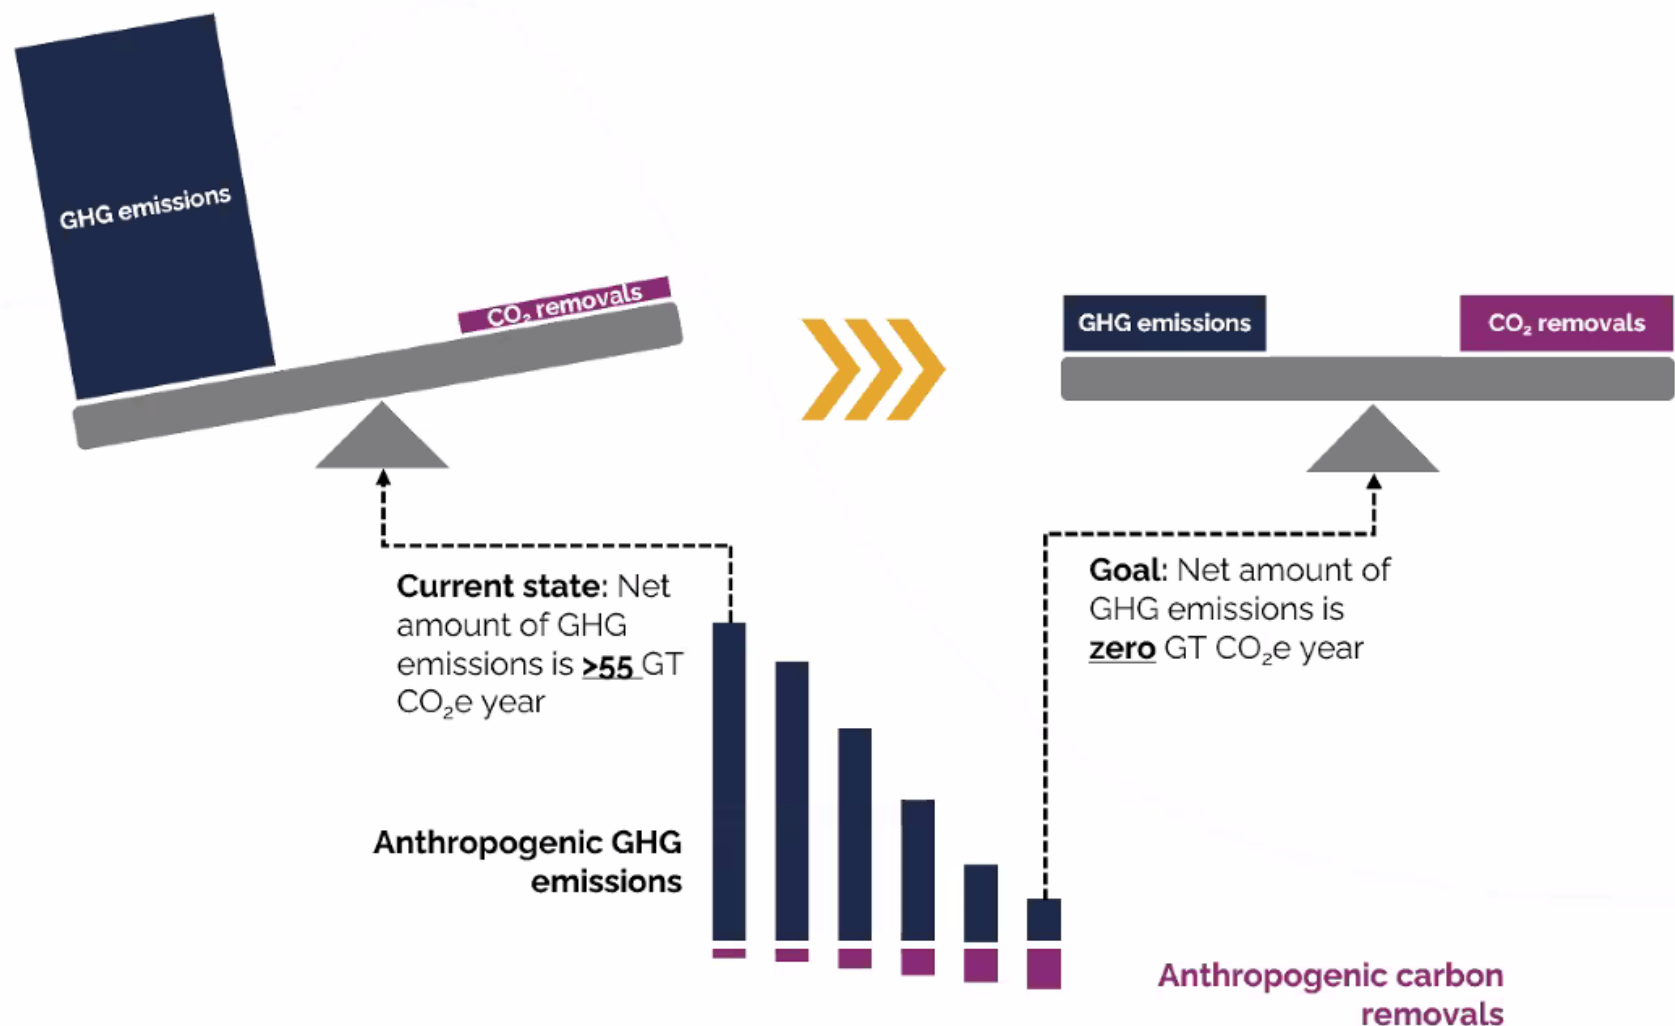 GHG emissions
CO₂ removals
GHG emissions
CO₂ removals
Current state: Net
amount of GHG
emissions is >55 GT
CO₂e year
Goal: Net amount of
GHG emissions is
zero GT CO₂e year
Anthropogenic GHG
emissions
Anthropogenic carbon
removals